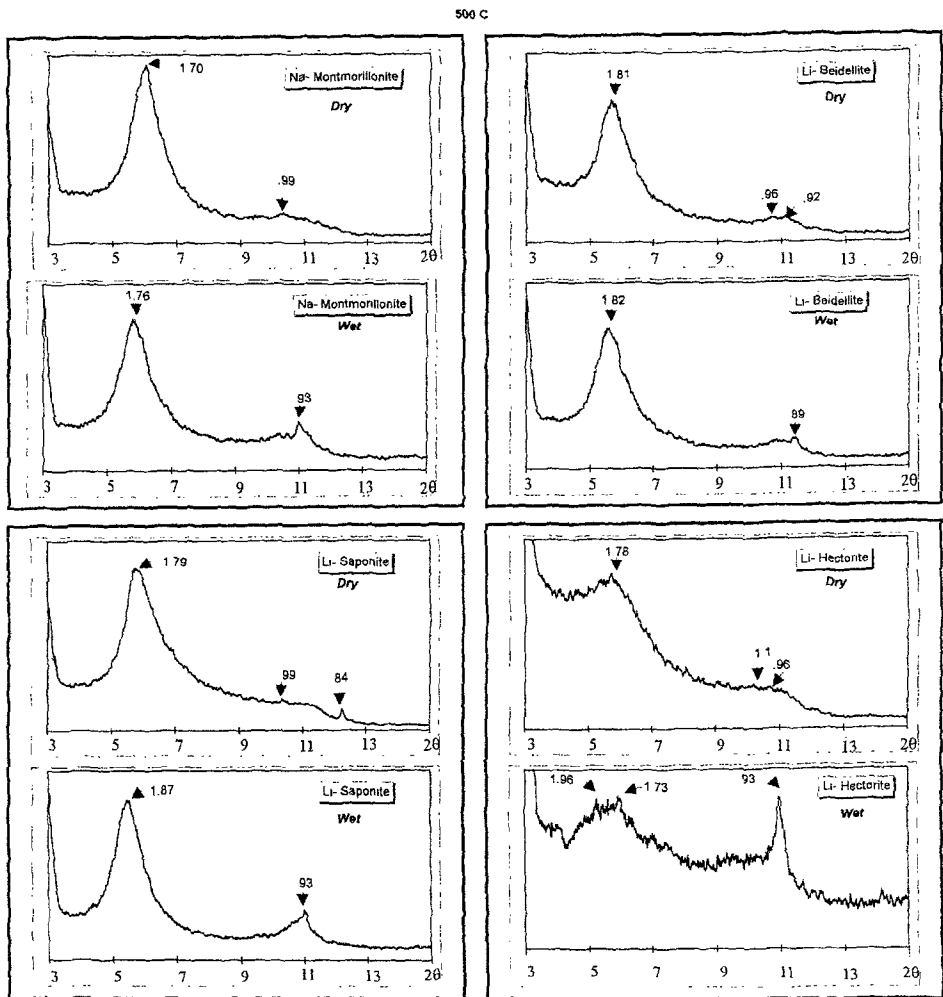 500 C
1.70
Na- Montmorillonite
Dry
.99
3 5 7 9 11 13 2θ
1.76
Na- Montmorillonite
Wet
93
3 5 7 9 11 13 2θ
1 81
Li- Beidellite
Dry
.96
.92
3 5 7 9 11 13 2θ
1 82
Li- Beidellite
Wet
89
3 5 7 9 11 13 2θ
1 79
Li- Saponite
Dry
99
84
3 5 7 9 11 13 2θ
1.87
Li- Saponite
Wet
93
3 5 7 9 11 13 2θ
1 78
Li- Hectorite
Dry
1 1
.96
3 5 7 9 11 13 2θ
1.96
1 73
93
Li- Hectorite
Wet
3 5 7 9 11 13 2θ